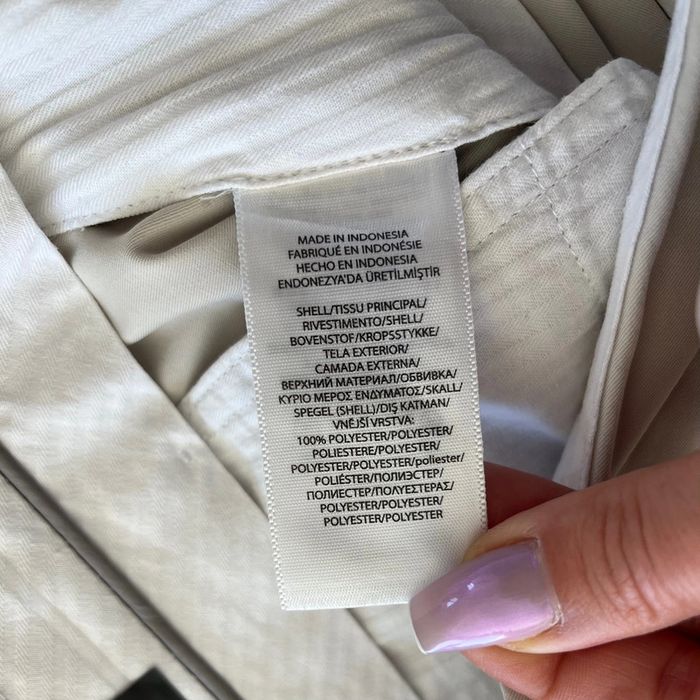 MADE IN INDONESIA
FABRIQUÉ EN INDONÉSIE
HECHO EN INDONESIA
ENDONEZYA'DA ÜRETİLMİŞTİR
SHELL/TISSU PRINCIPAL/
RIVESTIMENTO/SHELL/
BOVENSTOF/KROPSSTYKKE/
TELA EXTERIOR/
CAMADA EXTERNA/
ВЕРХНИЙ МАТЕРИАЛ/ОБВИВКА/
ΚΥΡΙΟ ΜΕΡΟΣ ΕΝΔΥΜΑΤΟΣ/SKALL/
SPEGEL (SHELL)/DIŞ KATMAN/
VNĚJŠÍ VRSTVA:
100% POLYESTER/POLYESTER/
POLIESTERE/POLYESTER/
POLYESTER/POLYESTER/poliester/
POLIÉSTER/ПОЛИЭСТЕР/
ПОЛИЕСТЕР/ΠΟΛΥΕΣΤΕΡΑΣ/
POLYESTER/POLYESTER/
POLYESTER/POLYESTER